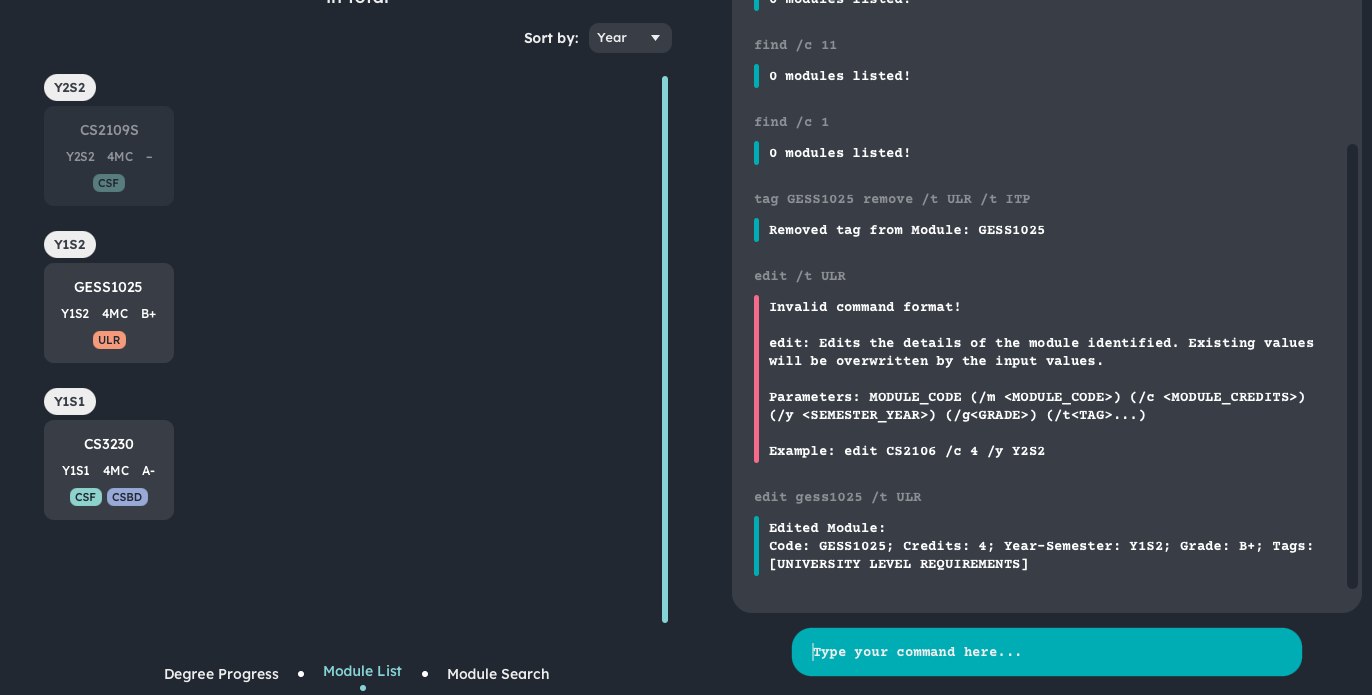 in Total
Sort by: Year
Y2S2
CS2109S
Y2S2 4MC –
CSF
Y1S2
GESS1025
Y1S2 4MC B+
ULR
Y1S1
CS3230
Y1S1 4MC A-
CSF CSBD
Degree Progress • Module List • Module Search
0 modules listed!
find /c 11
0 modules listed!
find /c 1
0 modules listed!
tag GESS1025 remove /t ULR /t ITP
Removed tag from Module: GESS1025
edit /t ULR
Invalid command format!
edit: Edits the details of the module identified. Existing values
will be overwritten by the input values.
Parameters: MODULE_CODE (/m <MODULE_CODE>) (/c <MODULE_CREDITS>)
(/y <SEMESTER_YEAR>) (/g<GRADE>) (/t<TAG>...)
Example: edit CS2106 /c 4 /y Y2S2
edit gess1025 /t ULR
Edited Module:
Code: GESS1025; Credits: 4; Year-Semester: Y1S2; Grade: B+; Tags:
[UNIVERSITY LEVEL REQUIREMENTS]
Type your command here...